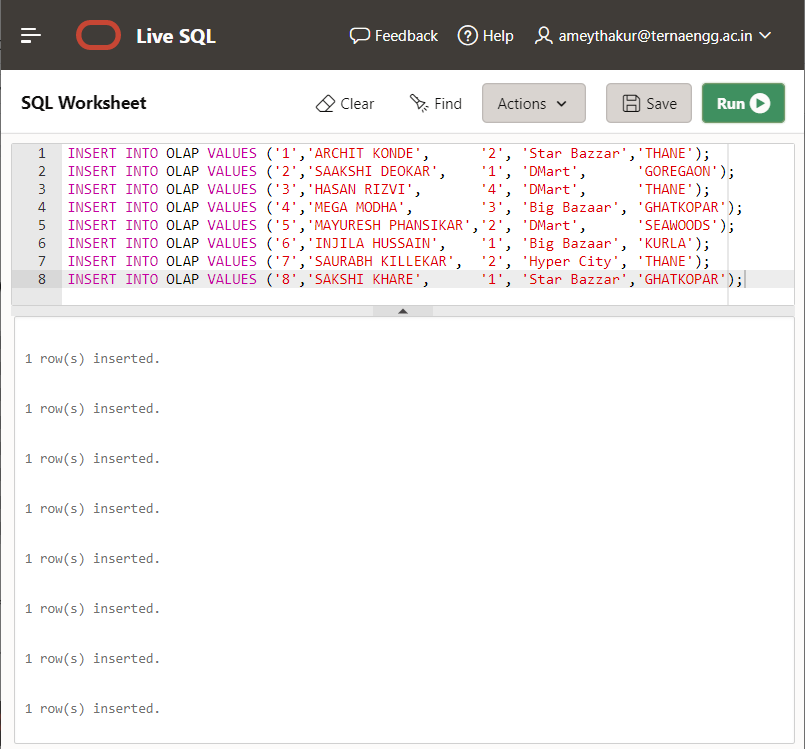 Live SQL Feedback Help ameythakur@ternaengg.ac.in
SQL Worksheet Clear Find Actions Save Run
1 INSERT INTO OLAP VALUES ('1','ARCHIT KONDE', '2', 'Star Bazzar','THANE');
2 INSERT INTO OLAP VALUES ('2','SAAKSHI DEOKAR', '1', 'DMart', 'GOREGAON');
3 INSERT INTO OLAP VALUES ('3','HASAN RIZVI', '4', 'DMart', 'THANE');
4 INSERT INTO OLAP VALUES ('4','MEGA MODHA', '3', 'Big Bazaar', 'GHATKOPAR');
5 INSERT INTO OLAP VALUES ('5','MAYURESH PHANSIKAR','2', 'DMart', 'SEAWOODS');
6 INSERT INTO OLAP VALUES ('6','INJILA HUSSAIN', '1', 'Big Bazaar', 'KURLA');
7 INSERT INTO OLAP VALUES ('7','SAURABH KILLEKAR', '2', 'Hyper City', 'THANE');
8 INSERT INTO OLAP VALUES ('8','SAKSHI KHARE', '1', 'Star Bazzar','GHATKOPAR');
1 row(s) inserted.
1 row(s) inserted.
1 row(s) inserted.
1 row(s) inserted.
1 row(s) inserted.
1 row(s) inserted.
1 row(s) inserted.
1 row(s) inserted.